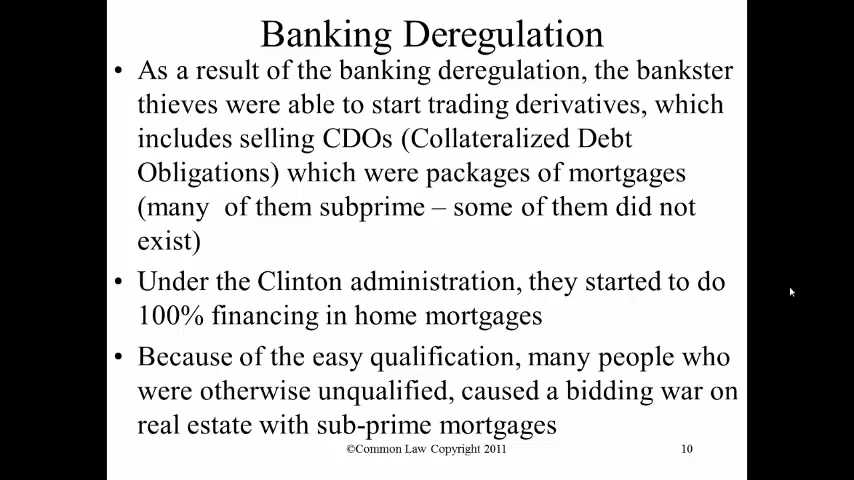 Banking Deregulation
• As a result of the banking deregulation, the bankster
thieves were able to start trading derivatives, which
includes selling CDOs (Collateralized Debt
Obligations) which were packages of mortgages
(many  of them subprime – some of them did not
exist)
• Under the Clinton administration, they started to do
100% financing in home mortgages
• Because of the easy qualification, many people who
were otherwise unqualified, caused a bidding war on
real estate with sub-prime mortgages
©Common Law Copyright 2011 10